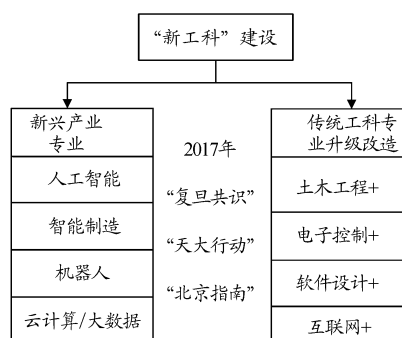 “新工科”建设
新兴产业
专业
人工智能
智能制造
机器人
云计算/大数据
2017年
“复旦共识”
“天大行动”
“北京指南”
传统工科专
业升级改造
土木工程+
电子控制+
软件设计+
互联网+